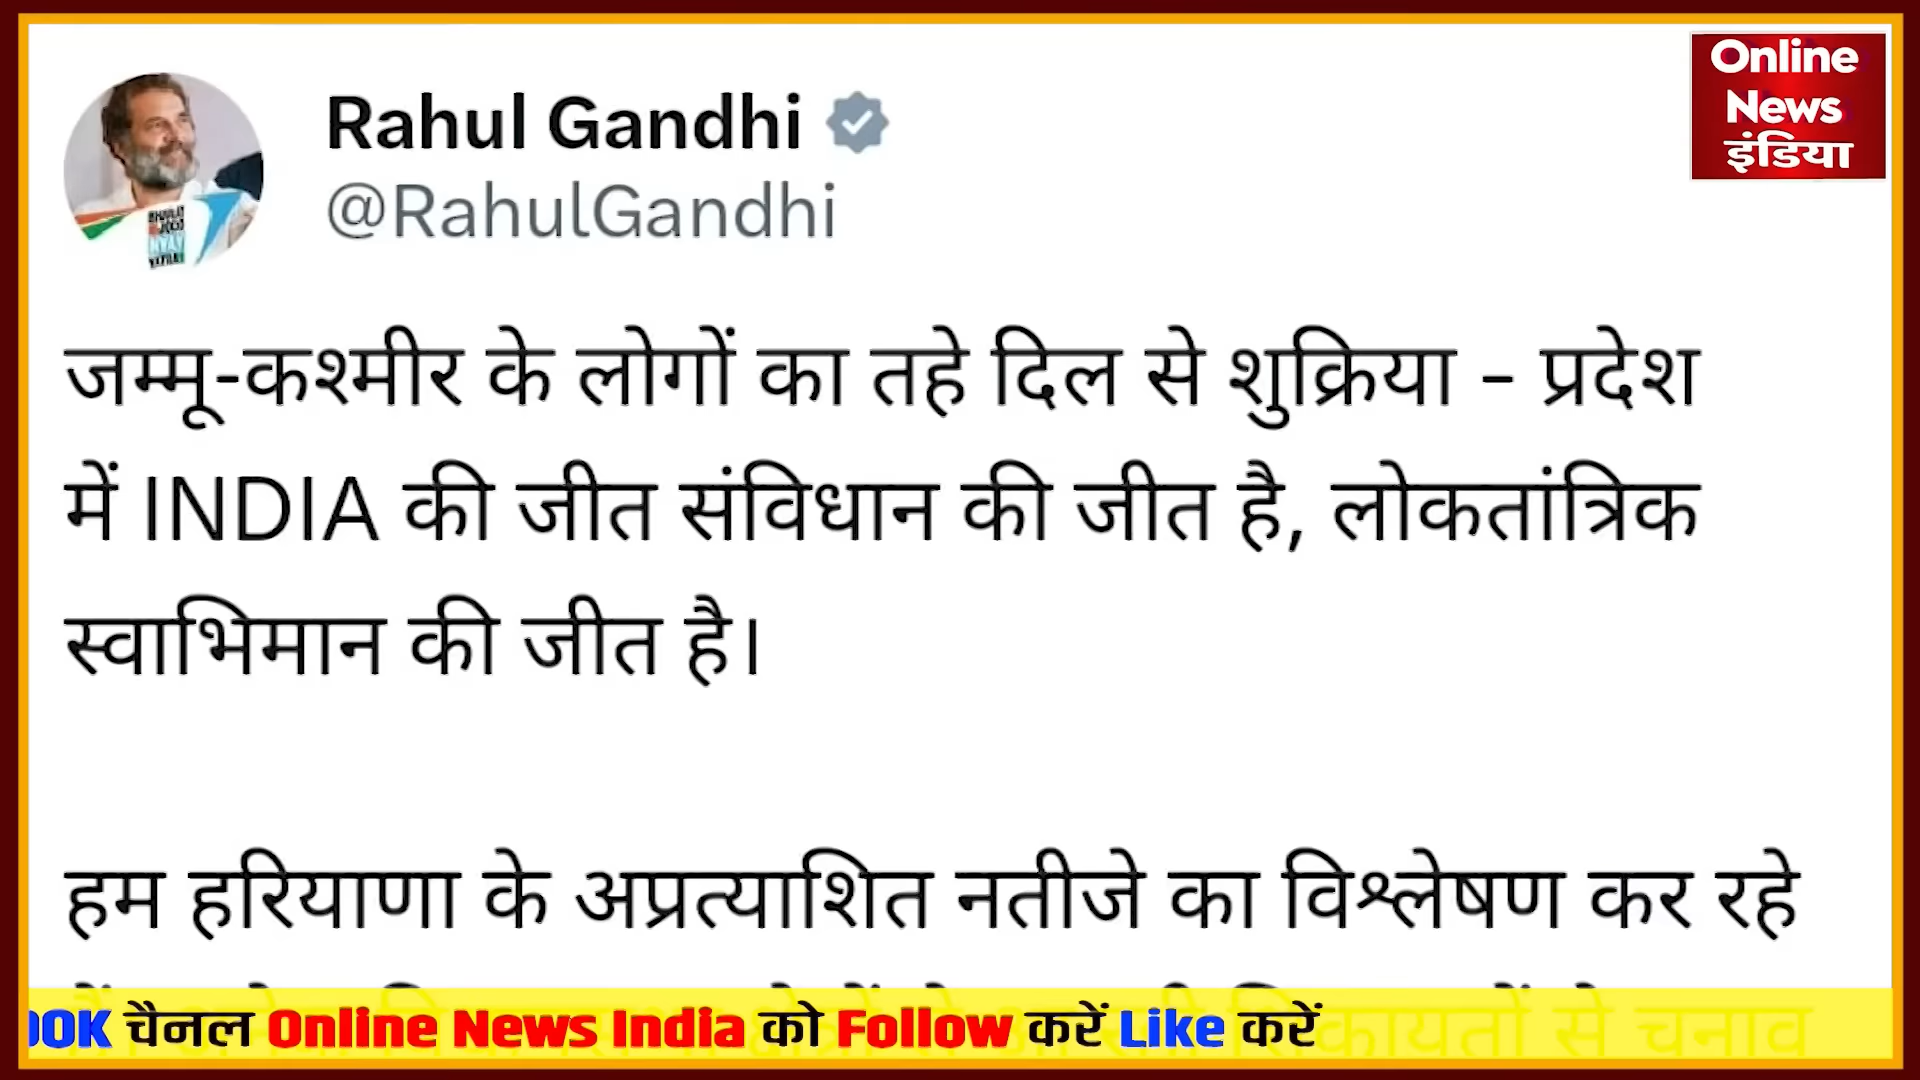 Online
News
इंडिया
Rahul Gandhi
@RahulGandhi
जम्मू-कश्मीर के लोगों का तहे दिल से शुक्रिया - प्रदेश
में INDIA की जीत संविधान की जीत है, लोकतांत्रिक
स्वाभिमान की जीत है।
हम हरियाणा के अप्रत्याशित नतीजे का विश्लेषण कर रहे
से चनाव
चैनल Online News India को Follow करें Like करें